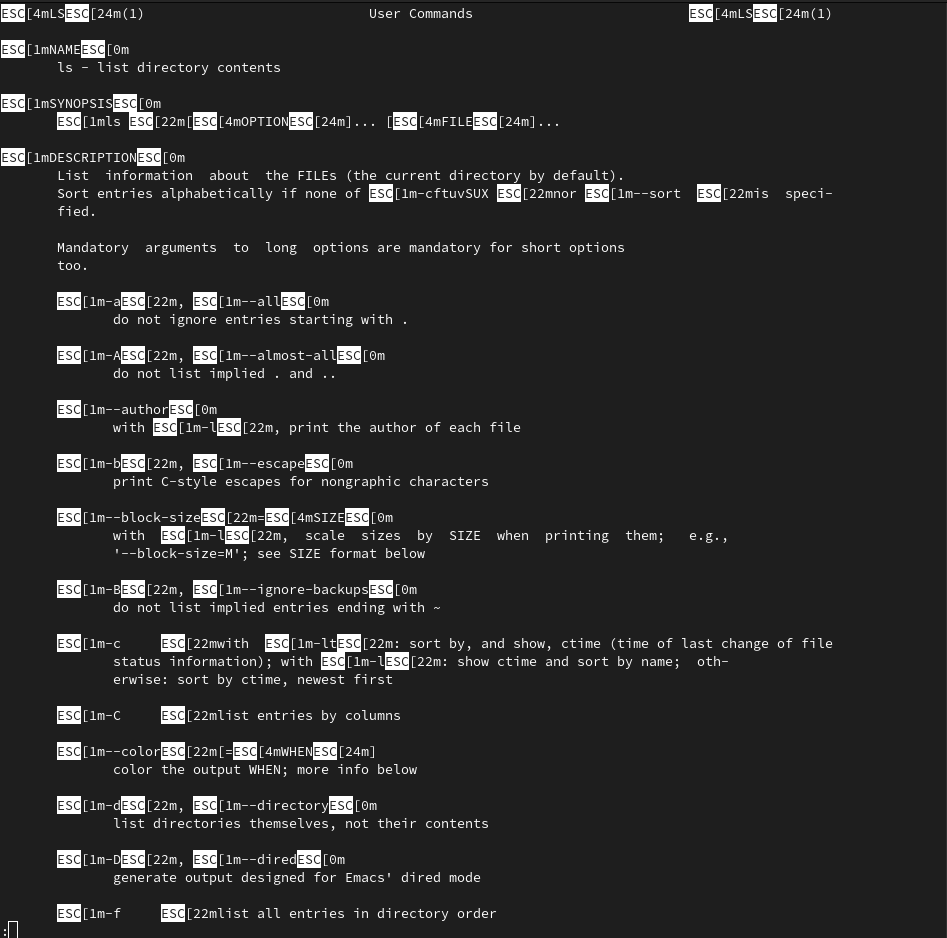 ESC[4mLSESC[24m(1) User Commands ESC[4mLSESC[24m(1)
ESC[1mNAMEESC[0m
ls - list directory contents
ESC[1mSYNOPSISESC[0m
ESC[1mls ESC[22m[ESC[4mOPTIONESC[24m]... [ESC[4mFILEESC[24m]...
ESC[1mDESCRIPTIONESC[0m
List information about the FILEs (the current directory by default).
Sort entries alphabetically if none of ESC[1m-cftuvSUX ESC[22mnor ESC[1m--sort ESC[22mis speci-
fied.
Mandatory arguments to long options are mandatory for short options
too.
ESC[1m-aESC[22m, ESC[1m--allESC[0m
do not ignore entries starting with .
ESC[1m-AESC[22m, ESC[1m--almost-allESC[0m
do not list implied . and ..
ESC[1m--authorESC[0m
with ESC[1m-lESC[22m, print the author of each file
ESC[1m-bESC[22m, ESC[1m--escapeESC[0m
print C-style escapes for nongraphic characters
ESC[1m--block-sizeESC[22m=ESC[4mSIZEESC[0m
with ESC[1m-lESC[22m, scale sizes by SIZE when printing them; e.g.,
'--block-size=M'; see SIZE format below
ESC[1m-BESC[22m, ESC[1m--ignore-backupsESC[0m
do not list implied entries ending with ~
ESC[1m-c ESC[22mwith ESC[1m-ltESC[22m: sort by, and show, ctime (time of last change of file
status information); with ESC[1m-lESC[22m: show ctime and sort by name; oth-
erwise: sort by ctime, newest first
ESC[1m-C ESC[22mlist entries by columns
ESC[1m--colorESC[22m[=ESC[4mWHENESC[24m]
color the output WHEN; more info below
ESC[1m-dESC[22m, ESC[1m--directoryESC[0m
list directories themselves, not their contents
ESC[1m-DESC[22m, ESC[1m--diredESC[0m
generate output designed for Emacs' dired mode
ESC[1m-f ESC[22mlist all entries in directory order
: